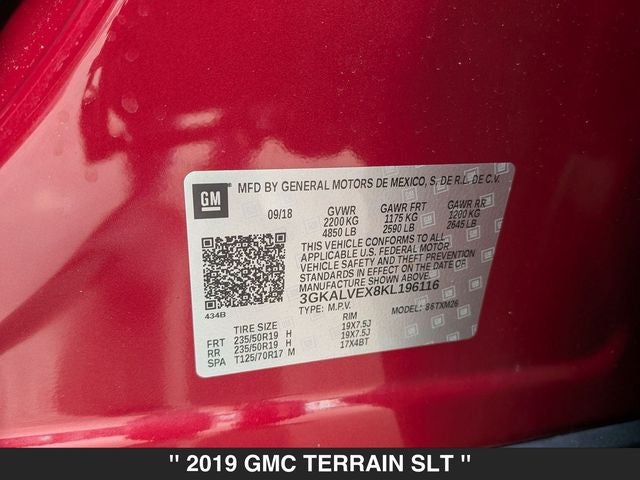 GM
MFD BY GENERAL MOTORS DE MEXICO, S, DE R.L. DE C.V.
09/18 GVWR GAWR FRT GAWR RR
2200 KG 1175 KG 1200 KG
4850 LB 2590 LB 2645 LB
THIS VEHICLE CONFORMS TO ALL
APPLICABLE U.S. FEDERAL MOTOR
VEHICLE SAFETY AND THEFT PREVENTION
STANDARDS IN EFFECT ON THE DATE OF
MANUFACTURE SHOWN ABOVE.
3GKALVEX8KL196116
434B
TYPE: M.P.V. MODEL: 86TXM26
TIRE SIZE RIM
FRT 235/50R19 H 19X7.5J
RR 235/50R19 H 19X7.5J
SPA T125/70R17 M 17X4BT
" 2019 GMC TERRAIN SLT "